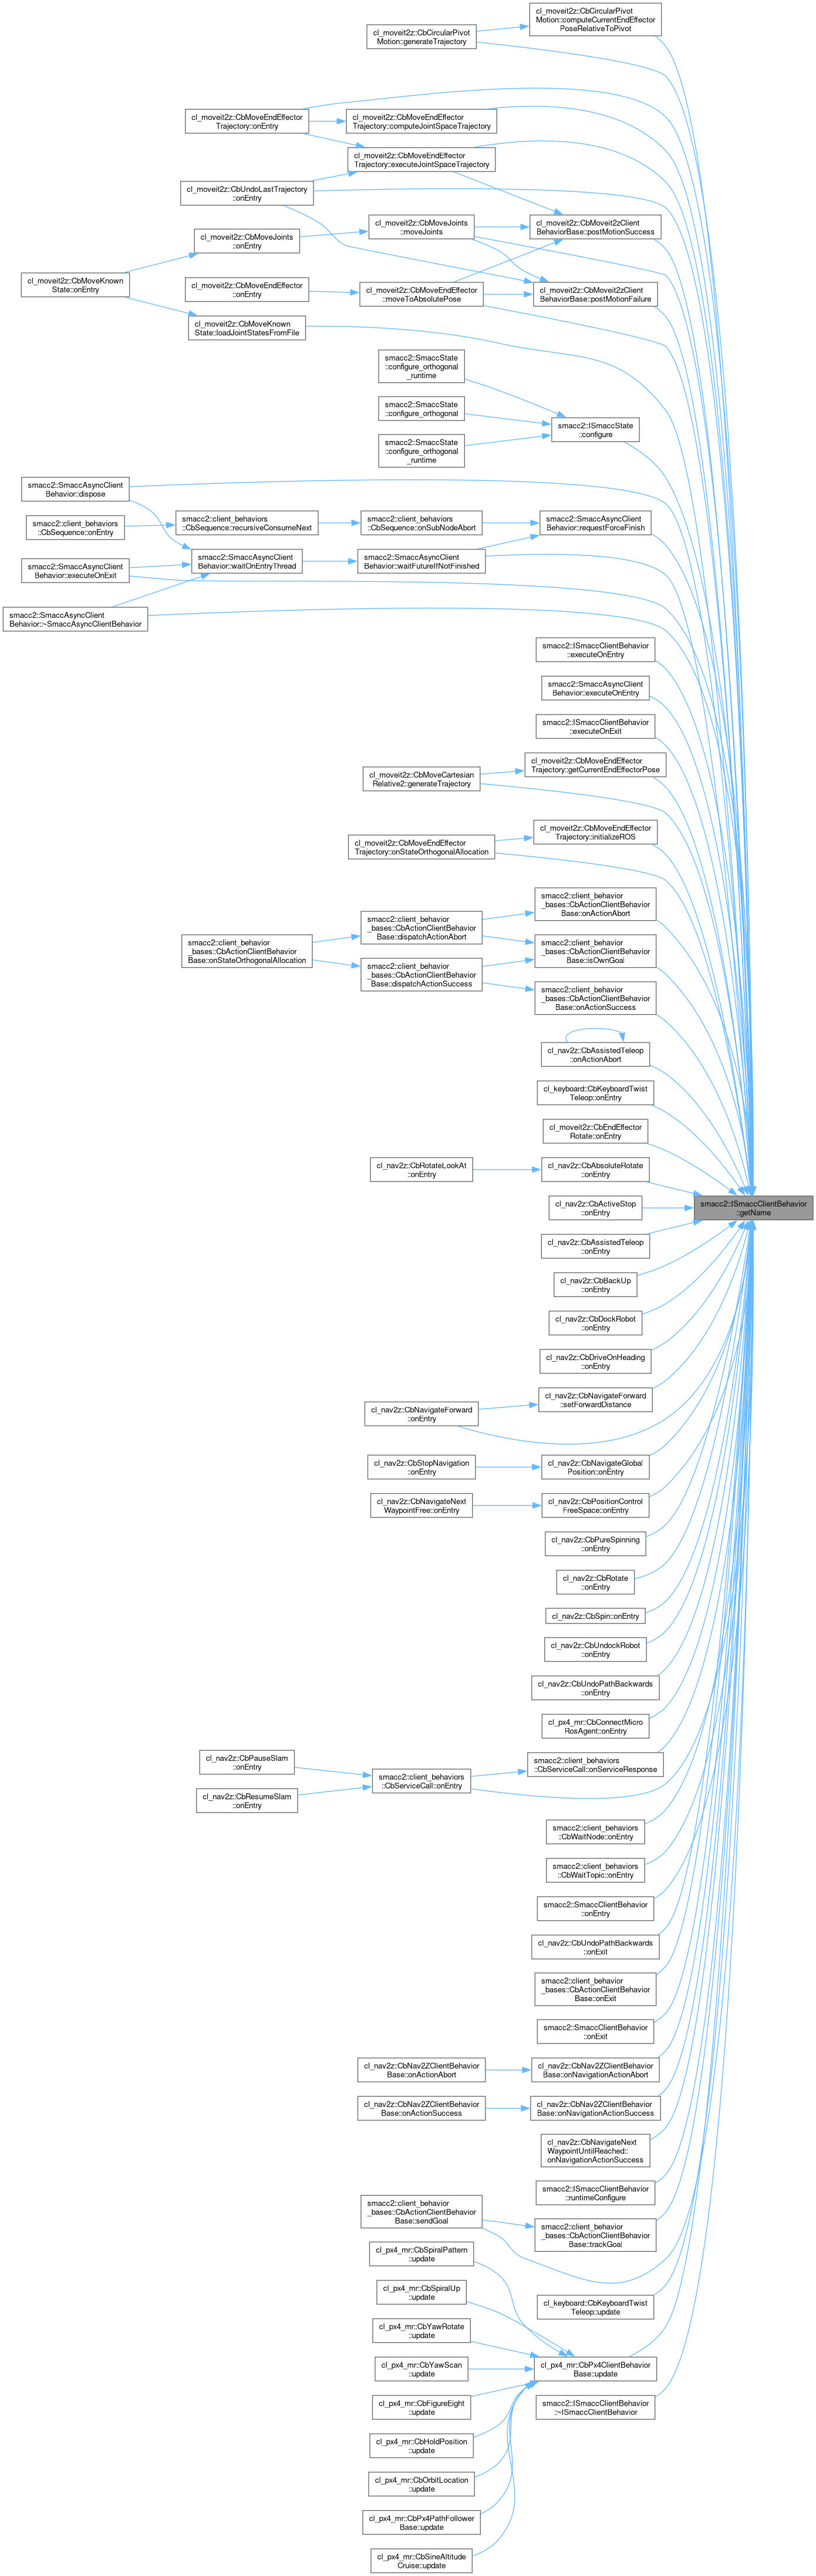 cl_moveit2z::CbCircularPivot
Motion::computeCurrentEndEffector
PoseRelativeToPivot
cl_moveit2z::CbCircularPivot
Motion::generateTrajectory
cl_moveit2z::CbMoveEndEffector
Trajectory::onEntry
cl_moveit2z::CbMoveEndEffector
Trajectory::computeJointSpaceTrajectory
cl_moveit2z::CbMoveEndEffector
Trajectory::executeJointSpaceTrajectory
cl_moveit2z::CbUndoLastTrajectory
::onEntry
cl_moveit2z::CbMoveJoints
::onEntry
cl_moveit2z::CbMoveJoints
::moveJoints
cl_moveit2z::CbMoveit2zClient
BehaviorBase::postMotionSuccess
cl_moveit2z::CbMoveKnown
State::onEntry
cl_moveit2z::CbMoveEndEffector
::onEntry
cl_moveit2z::CbMoveEndEffector
::moveToAbsolutePose
cl_moveit2z::CbMoveit2zClient
BehaviorBase::postMotionFailure
cl_moveit2z::CbMoveKnown
State::loadJointStatesFromFile
smacc2::SmaccState
::configure_orthogonal
_runtime
smacc2::SmaccState
::configure_orthogonal
smacc2::SmaccState
::configure_orthogonal
_runtime
smacc2::ISmaccState
::configure
smacc2::SmaccAsyncClient
Behavior::dispose
smacc2::client_behaviors
::CbSequence::onEntry
smacc2::client_behaviors
::CbSequence::recursiveConsumeNext
smacc2::client_behaviors
::CbSequence::onSubNodeAbort
smacc2::SmaccAsyncClient
Behavior::requestForceFinish
smacc2::SmaccAsyncClient
Behavior::executeOnExit
smacc2::SmaccAsyncClient
Behavior::waitOnEntryThread
smacc2::SmaccAsyncClient
Behavior::waitFutureIfNotFinished
smacc2::SmaccAsyncClient
Behavior::~SmaccAsyncClientBehavior
smacc2::ISmaccClientBehavior
::executeOnEntry
smacc2::SmaccAsyncClient
Behavior::executeOnEntry
smacc2::ISmaccClientBehavior
::executeOnExit
cl_moveit2z::CbMoveCartesian
Relative2::generateTrajectory
cl_moveit2z::CbMoveEndEffector
Trajectory::getCurrentEndEffectorPose
cl_moveit2z::CbMoveEndEffector
Trajectory::onStateOrthogonalAllocation
cl_moveit2z::CbMoveEndEffector
Trajectory::initializeROS
smacc2::client_behavior
_bases::CbActionClientBehavior
Base::onActionAbort
smacc2::client_behavior
_bases::CbActionClientBehavior
Base::dispatchActionAbort
smacc2::client_behavior
_bases::CbActionClientBehavior
Base::onStateOrthogonalAllocation
smacc2::client_behavior
_bases::CbActionClientBehavior
Base::isOwnGoal
smacc2::client_behavior
_bases::CbActionClientBehavior
Base::dispatchActionSuccess
smacc2::client_behavior
_bases::CbActionClientBehavior
Base::onActionSuccess
cl_nav2z::CbAssistedTeleop
::onActionAbort
cl_keyboard::CbKeyboardTwist
Teleop::onEntry
cl_moveit2z::CbEndEffector
Rotate::onEntry
cl_nav2z::CbRotateLookAt
::onEntry
cl_nav2z::CbAbsoluteRotate
::onEntry
smacc2::ISmaccClientBehavior
::getName
cl_nav2z::CbActiveStop
::onEntry
cl_nav2z::CbAssistedTeleop
::onEntry
cl_nav2z::CbBackUp
::onEntry
cl_nav2z::CbDockRobot
::onEntry
cl_nav2z::CbDriveOnHeading
::onEntry
cl_nav2z::CbNavigateForward
::onEntry
cl_nav2z::CbNavigateForward
::setForwardDistance
cl_nav2z::CbStopNavigation
::onEntry
cl_nav2z::CbNavigateGlobal
Position::onEntry
cl_nav2z::CbNavigateNext
WaypointFree::onEntry
cl_nav2z::CbPositionControl
FreeSpace::onEntry
cl_nav2z::CbPureSpinning
::onEntry
cl_nav2z::CbRotate
::onEntry
cl_nav2z::CbSpin::onEntry
cl_nav2z::CbUndockRobot
::onEntry
cl_nav2z::CbUndoPathBackwards
::onEntry
cl_px4_mr::CbConnectMicro
RosAgent::onEntry
cl_nav2z::CbPauseSlam
::onEntry
cl_nav2z::CbResumeSlam
::onEntry
smacc2::client_behaviors
::CbServiceCall::onEntry
smacc2::client_behaviors
::CbServiceCall::onServiceResponse
smacc2::client_behaviors
::CbWaitNode::onEntry
smacc2::client_behaviors
::CbWaitTopic::onEntry
smacc2::SmaccClientBehavior
::onEntry
cl_nav2z::CbUndoPathBackwards
::onExit
smacc2::client_behavior
_bases::CbActionClientBehavior
Base::onExit
smacc2::SmaccClientBehavior
::onExit
cl_nav2z::CbNav2ZClientBehavior
Base::onActionAbort
cl_nav2z::CbNav2ZClientBehavior
Base::onNavigationActionAbort
cl_nav2z::CbNav2ZClientBehavior
Base::onActionSuccess
cl_nav2z::CbNav2ZClientBehavior
Base::onNavigationActionSuccess
cl_nav2z::CbNavigateNext
WaypointUntilReached::
onNavigationActionSuccess
smacc2::ISmaccClientBehavior
::runtimeConfigure
smacc2::client_behavior
_bases::CbActionClientBehavior
Base::sendGoal
smacc2::client_behavior
_bases::CbActionClientBehavior
Base::trackGoal
cl_px4_mr::CbSpiralPattern
::update
cl_px4_mr::CbSpiralUp
::update
cl_keyboard::CbKeyboardTwist
Teleop::update
cl_px4_mr::CbYawRotate
::update
cl_px4_mr::CbYawScan
::update
cl_px4_mr::CbPx4ClientBehavior
Base::update
cl_px4_mr::CbFigureEight
::update
smacc2::ISmaccClientBehavior
::~ISmaccClientBehavior
cl_px4_mr::CbHoldPosition
::update
cl_px4_mr::CbOrbitLocation
::update
cl_px4_mr::CbPx4PathFollower
Base::update
cl_px4_mr::CbSineAltitude
Cruise::update